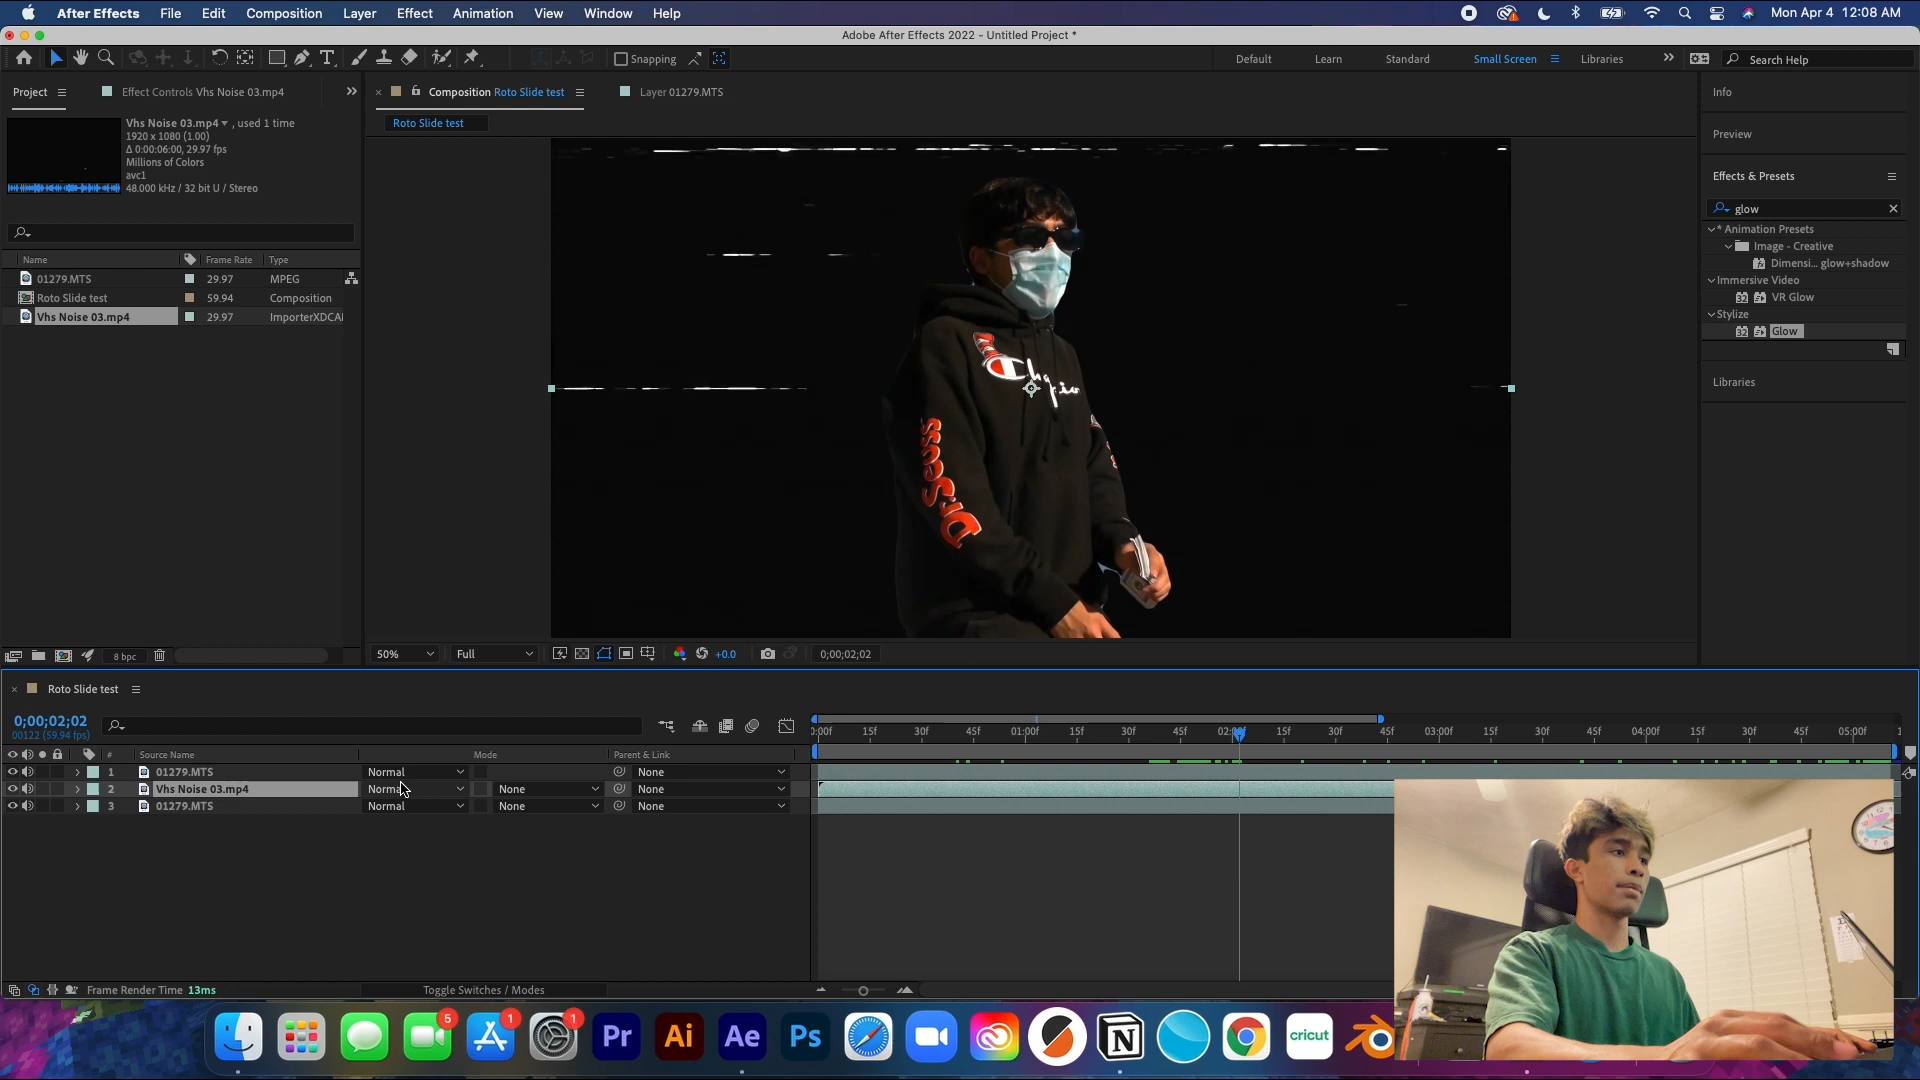 After Effects File Edit Composition Layer Effect Animation View Window Help Mon Apr 4 12:08 AM
Adobe After Effects 2022 - Untitled Project *
Snapping Default Learn Standard Small Screen Libraries Search Help
Project Effect Controls Vhs Noise 03.mp4 Composition Roto Slide test Layer 01279.MTS Info
Roto Slide test
Vhs Noise 03.mp4 , used 1 time
1920 x 1080 (1.00)
Δ 0:00:06:00, 29.97 fps
Millions of Colors
avc1
48.000 kHz / 32 bit U / Stereo
Preview
Effects & Presets
glow
* Animation Presets
Image - Creative
Dimensi... glow+shadow
Immersive Video
32 VR Glow
Stylize
32 Glow
Libraries
Name Frame Rate Type
01279.MTS 29.97 MPEG
Roto Slide test 59.94 Composition
Vhs Noise 03.mp4 29.97 ImporterXDCA
Champio
Dr.Seuss
8 bpc 50% Full +0.0 0;00;02;02
Roto Slide test
0;00;02;02
00122 (59.94 fps)
0:00f 15f 30f 45f 01:00f 15f 30f 45f 02:00f 15f 30f 45f 03:00f 15f 30f 45f 04:00f 15f 30f 45f 05:00f 1
# Source Name Mode Parent & Link
1 01279.MTS Normal None
2 Vhs Noise 03.mp4 Normal None None
3 01279.MTS Normal None None
Frame Render Time 13ms Toggle Switches / Modes
5 1 1
Pr Ai Ae Ps cricut